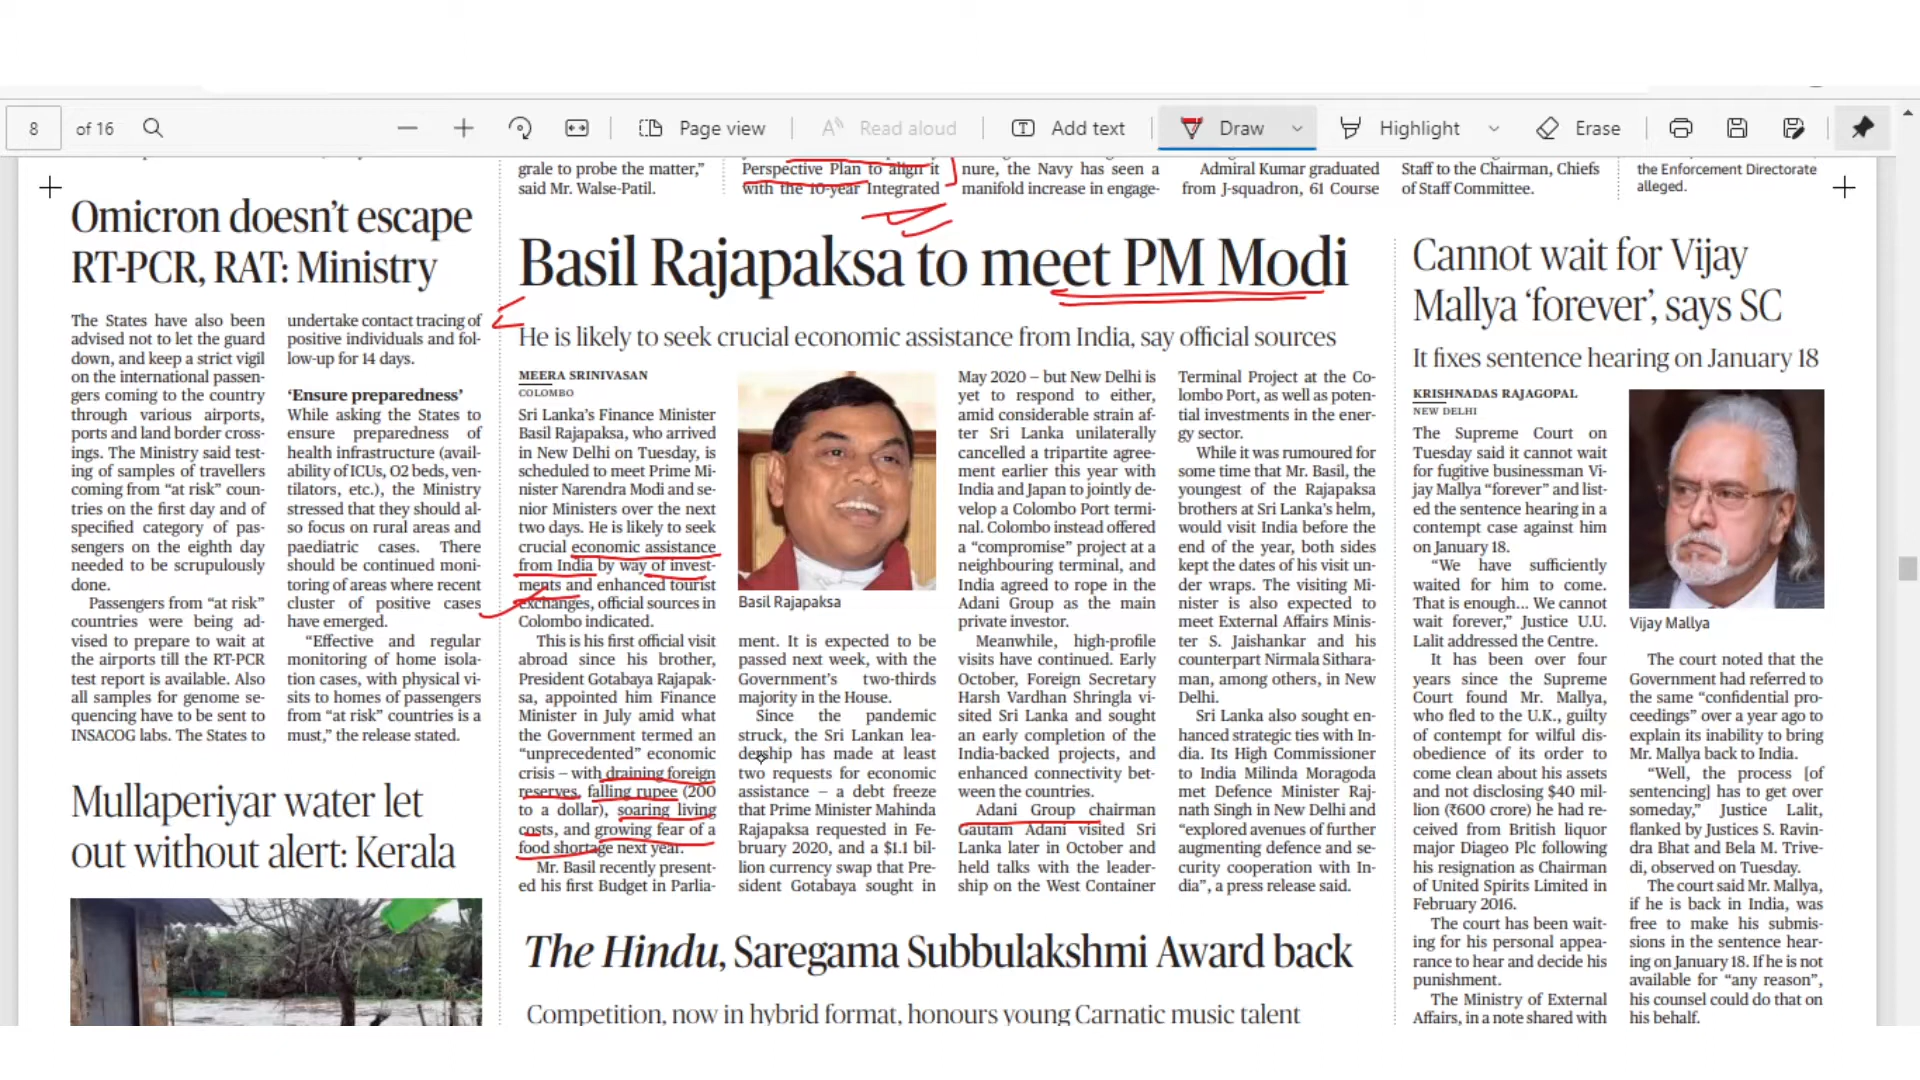 8 of 16 Page view Read aloud Add text Draw Highlight Erase
grale to probe the matter,”
said Mr. Walse-Patil.
Perspective Plan to align it
with the 10-year Integrated
nure, the Navy has seen a
manifold increase in engage-
Admiral Kumar graduated
from J-squadron, 61 Course
Staff to the Chairman, Chiefs
of Staff Committee.
the Enforcement Directorate
alleged.
Omicron doesn’t escape
RT-PCR, RAT: Ministry
The States have also been
advised not to let the guard
down, and keep a strict vigil
on the international passen-
gers coming to the country
through various airports,
ports and land border cross-
ings. The Ministry said test-
ing of samples of travellers
coming from “at risk” coun-
tries on the first day and of
specified category of pas-
sengers on the eighth day
needed to be scrupulously
done.
Passengers from “at risk”
countries were being ad-
vised to prepare to wait at
the airports till the RT-PCR
test report is available. Also
all samples for genome se-
quencing have to be sent to
INSACOG labs. The States to
undertake contact tracing of
positive individuals and fol-
low-up for 14 days.
‘Ensure preparedness’
While asking the States to
ensure preparedness of
health infrastructure (avail-
ability of ICUs, O2 beds, ven-
tilators, etc.), the Ministry
stressed that they should al-
so focus on rural areas and
paediatric cases. There
should be continued moni-
toring of areas where recent
cluster of positive cases
have emerged.
“Effective and regular
monitoring of home isola-
tion cases, with physical vi-
sits to homes of passengers
from “at risk” countries is a
must,” the release stated.
Mullaperiyar water let
out without alert: Kerala
Basil Rajapaksa to meet PM Modi
He is likely to seek crucial economic assistance from India, say official sources
MEERA SRINIVASAN
COLOMBO
Sri Lanka’s Finance Minister
Basil Rajapaksa, who arrived
in New Delhi on Tuesday, is
scheduled to meet Prime Mi-
nister Narendra Modi and se-
nior Ministers over the next
two days. He is likely to seek
crucial economic assistance
from India by way of invest-
ments and enhanced tourist
exchanges, official sources in
Colombo indicated.
This is his first official visit
abroad since his brother,
President Gotabaya Rajapak-
sa, appointed him Finance
Minister in July amid what
the Government termed an
“unprecedented” economic
crisis – with draining foreign
reserves, falling rupee (200
to a dollar), soaring living
costs, and growing fear of a
food shortage next year.
Mr. Basil recently present-
ed his first Budget in Parlia-
Basil Rajapaksa
ment. It is expected to be
passed next week, with the
Government’s two-thirds
majority in the House.
Since the pandemic
struck, the Sri Lankan lea-
dership has made at least
two requests for economic
assistance – a debt freeze
that Prime Minister Mahinda
Rajapaksa requested in Fe-
bruary 2020, and a $1.1 bil-
lion currency swap that Pre-
sident Gotabaya sought in
May 2020 – but New Delhi is
yet to respond to either,
amid considerable strain af-
ter Sri Lanka unilaterally
cancelled a tripartite agree-
ment earlier this year with
India and Japan to jointly de-
velop a Colombo Port termi-
nal. Colombo instead offered
a “compromise” project at a
neighbouring terminal, and
India agreed to rope in the
Adani Group as the main
private investor.
Meanwhile, high-profile
visits have continued. Early
October, Foreign Secretary
Harsh Vardhan Shringla vi-
sited Sri Lanka and sought
an early completion of the
India-backed projects, and
enhanced connectivity bet-
ween the countries.
Adani Group chairman
Gautam Adani visited Sri
Lanka later in October and
held talks with the leader-
ship on the West Container
Terminal Project at the Co-
lombo Port, as well as poten-
tial investments in the ener-
gy sector.
While it was rumoured for
some time that Mr. Basil, the
youngest of the Rajapaksa
brothers at Sri Lanka’s helm,
would visit India before the
end of the year, both sides
kept the dates of his visit un-
der wraps. The visiting Mi-
nister is also expected to
meet External Affairs Minis-
ter S. Jaishankar and his
counterpart Nirmala Sithara-
man, among others, in New
Delhi.
Sri Lanka also sought en-
hanced strategic ties with In-
dia. Its High Commissioner
to India Milinda Moragoda
met Defence Minister Raj-
nath Singh in New Delhi and
“explored avenues of further
augmenting defence and se-
curity cooperation with In-
dia”, a press release said.
The Hindu, Saregama Subbulakshmi Award back
Competition, now in hybrid format, honours young Carnatic music talent
Cannot wait for Vijay
Mallya ‘forever’, says SC
It fixes sentence hearing on January 18
KRISHNADAS RAJAGOPAL
NEW DELHI
The Supreme Court on
Tuesday said it cannot wait
for fugitive businessman Vi-
jay Mallya “forever” and list-
ed the sentence hearing in a
contempt case against him
on January 18.
“We have sufficiently
waited for him to come.
That is enough... We cannot
wait forever,” Justice U.U.
Lalit addressed the Centre.
It has been over four
years since the Supreme
Court found Mr. Mallya,
who fled to the U.K., guilty
of contempt for wilful dis-
obedience of its order to
come clean about his assets
and not disclosing $40 mil-
lion (₹600 crore) he had re-
ceived from British liquor
major Diageo Plc following
his resignation as Chairman
of United Spirits Limited in
February 2016.
The court has been wait-
ing for his personal appea-
rance to hear and decide his
punishment.
The Ministry of External
Affairs, in a note shared with
Vijay Mallya
The court noted that the
Government had referred to
the same “confidential pro-
ceedings” over a year ago to
explain its inability to bring
Mr. Mallya back to India.
“Well, the process [of
sentencing] has to get over
someday,” Justice Lalit,
flanked by Justices S. Ravin-
dra Bhat and Bela M. Trive-
di, observed on Tuesday.
The court said Mr. Mallya,
if he is back in India, was
free to make his submis-
sions in the sentence hear-
ing on January 18. If he is not
available for “any reason”,
his counsel could do that on
his behalf.